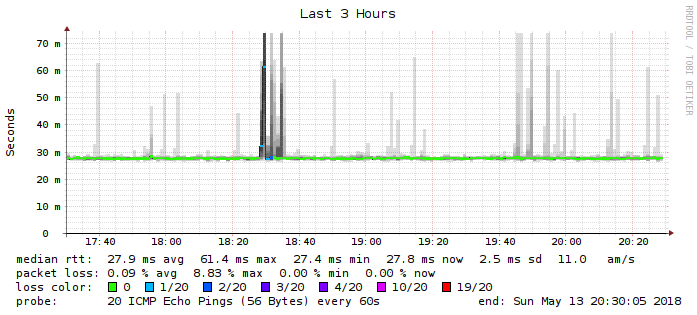 Last 3 Hours
RRDTOOL / TOBI OETIKER
Seconds
70 m
60 m
50 m
40 m
30 m
20 m
10 m
0
17:40 18:00 18:20 18:40 19:00 19:20 19:40 20:00 20:20
median rtt: 27.9 ms avg 61.4 ms max 27.4 ms min 27.8 ms now 2.5 ms sd 11.0 am/s
packet loss: 0.09 % avg 8.83 % max 0.00 % min 0.00 % now
loss color: 0 1/20 2/20 3/20 4/20 10/20 19/20
probe: 20 ICMP Echo Pings (56 Bytes) every 60s end: Sun May 13 20:30:05 2018